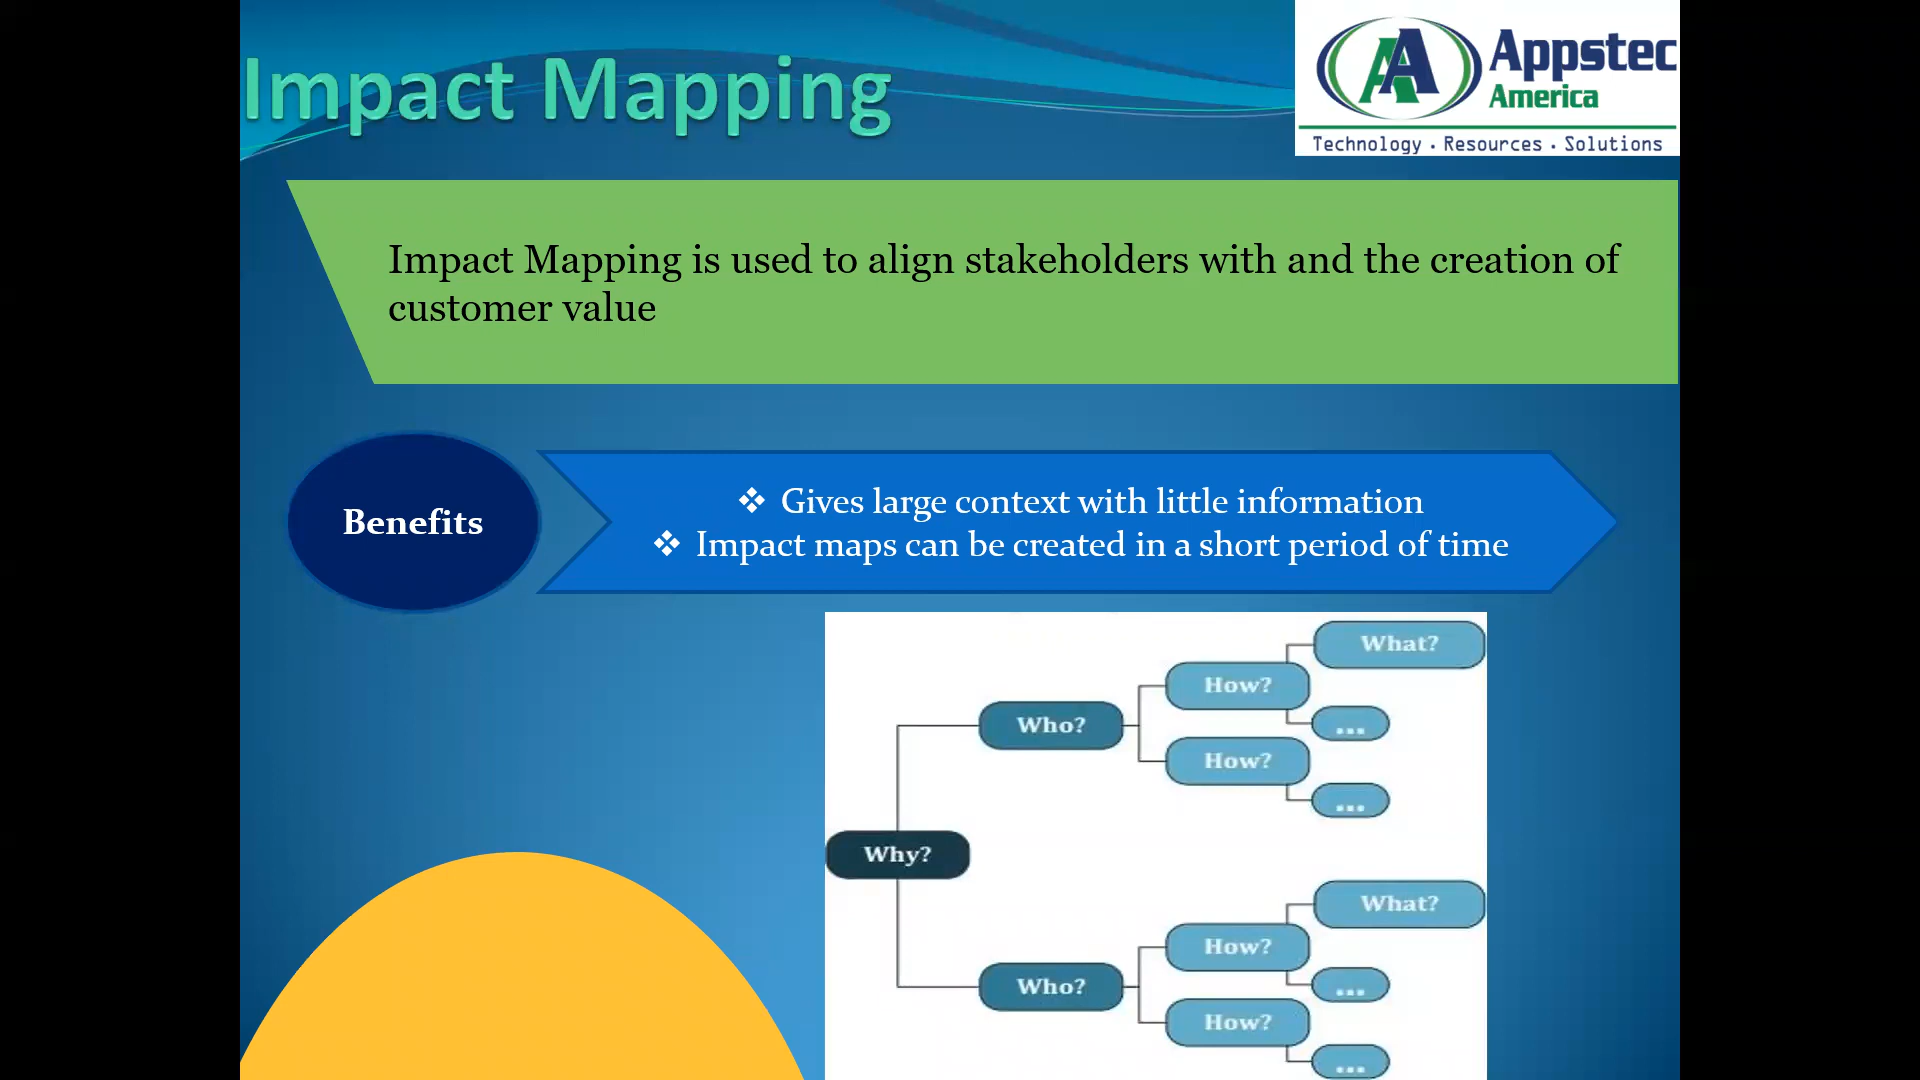 Impact Mapping
AA
Appstec
America
Technology . Resources . Solutions
Impact Mapping is used to align stakeholders with and the creation of
customer value
Benefits
❖ Gives large context with little information
❖ Impact maps can be created in a short period of time
What?
How?
Who?
...
How?
...
Why?
What?
How?
Who?
...
How?
...